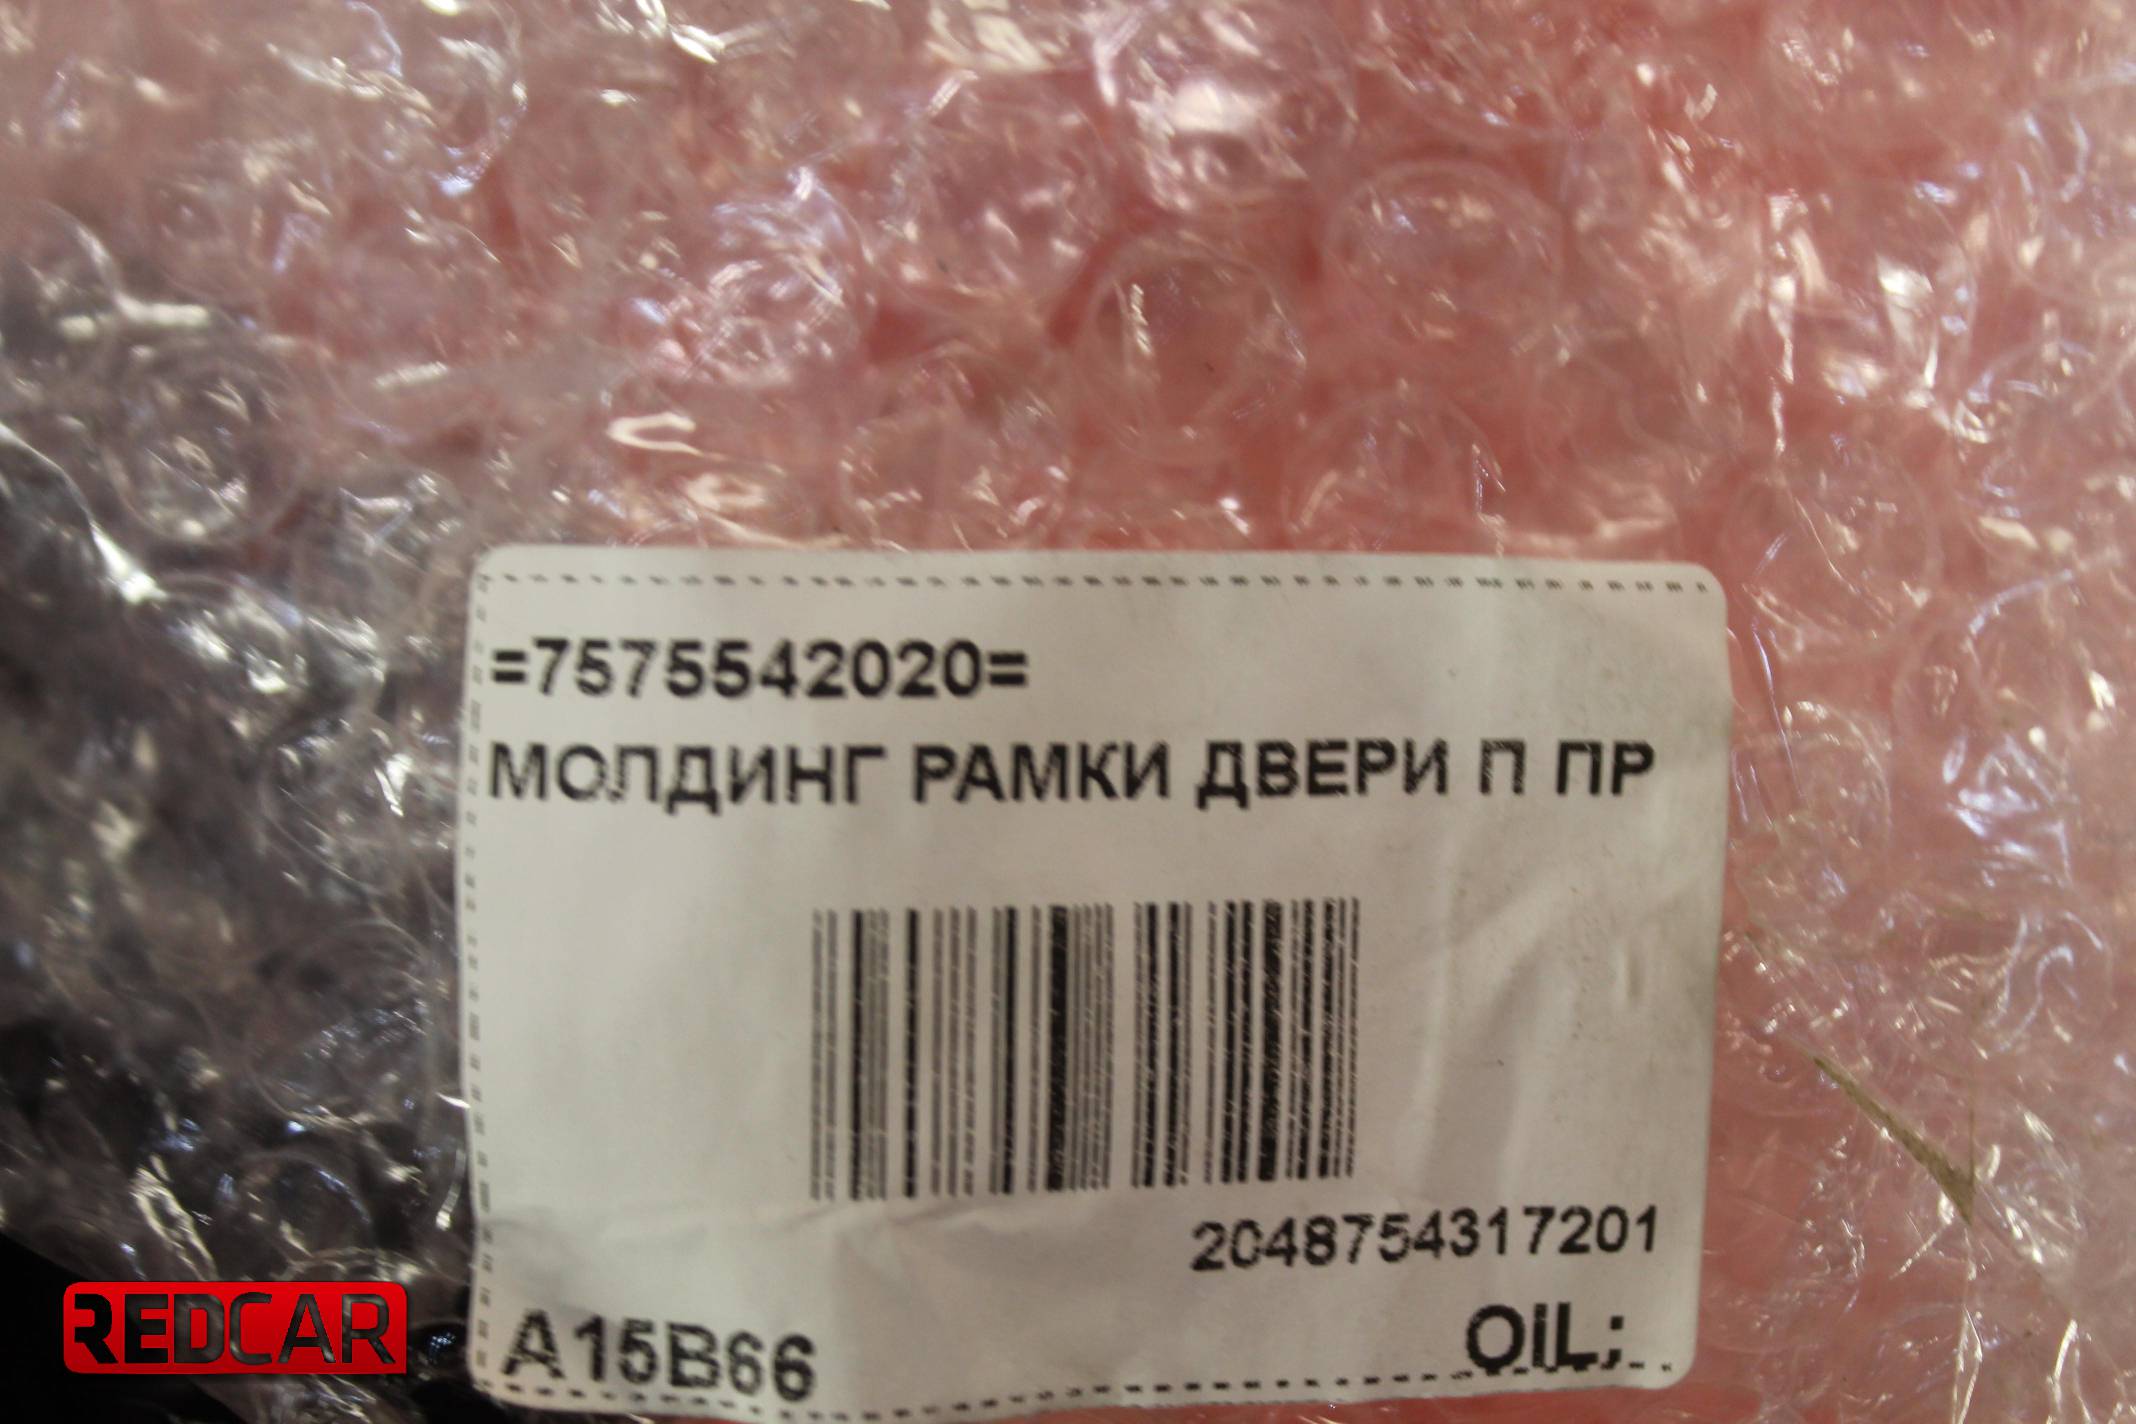 =7575542020=
МОЛДИНГ РАМКИ ДВЕРИ П ПР
2048754317201
A15B66
OIL;
REDCAR